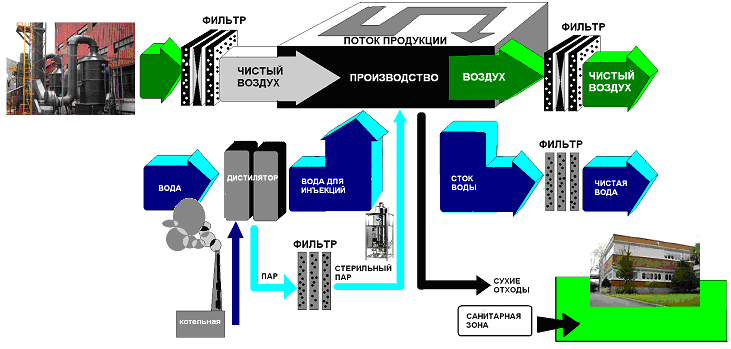 ФИЛЬТР
ПОТОК ПРОДУКЦИИ
ФИЛЬТР
ЧИСТЫЙ
ВОЗДУХ
ПРОИЗВОДСТВО
ВОЗДУХ
ЧИСТЫЙ
ВОЗДУХ
ФИЛЬТР
ВОДА
ДИСТИЛЯТОР
ВОДА ДЛЯ
ИНЪЕКЦИЙ
СТОК
ВОДЫ
ЧИСТАЯ
ВОДА
ФИЛЬТР
ПАР
СТЕРИЛЬНЫЙ
ПАР
СУХИЕ
ОТХОДЫ
котельная
САНИТАРНАЯ
ЗОНА